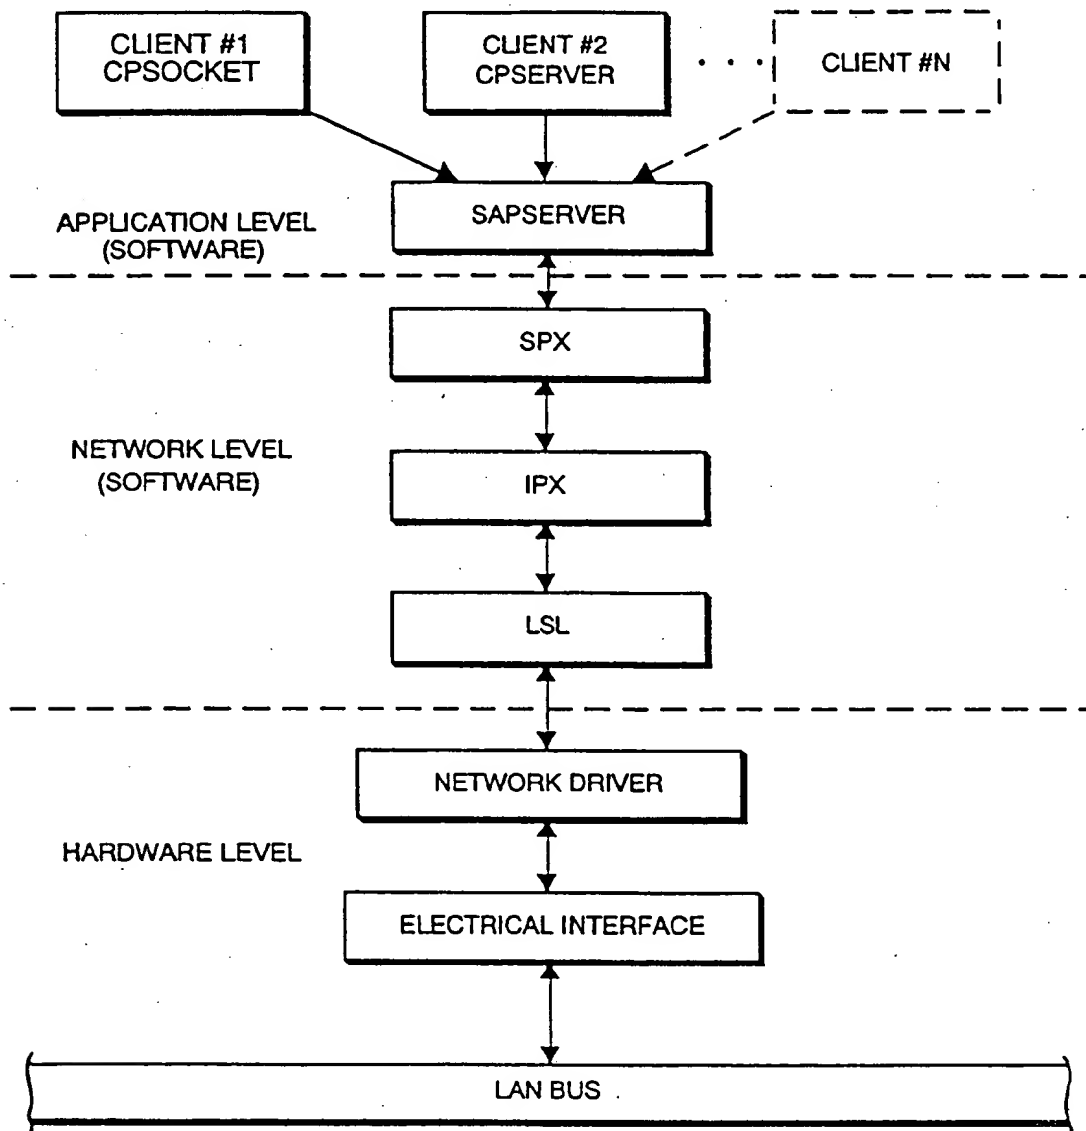 CLIENT #1
CPSOCKET
CLIENT #2
CPSERVER
CLIENT #N
SAPSERVER
APPLICATION LEVEL
(SOFTWARE)
SPX
NETWORK LEVEL
(SOFTWARE)
IPX
LSL
NETWORK DRIVER
HARDWARE LEVEL
ELECTRICAL INTERFACE
LAN BUS